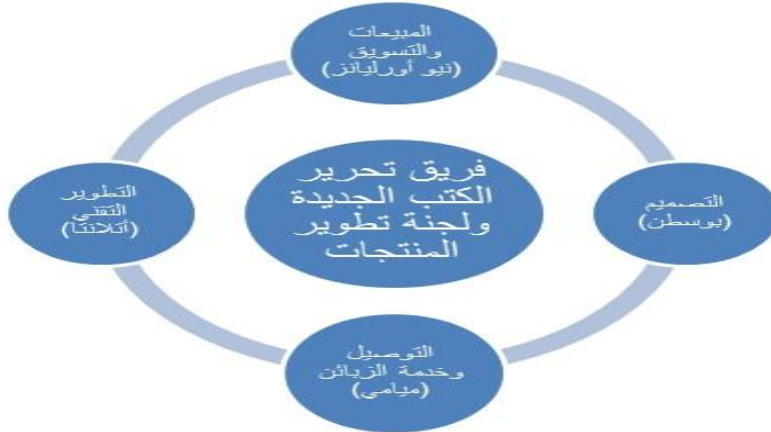 المبيعات
والتسويق
(نيو أورليانز)
فريق تحرير
الكتب الجديدة
ولجنة تطوير
المنتجات
التصميم
(بوسطن)
التطوير
التقني
(أتلانتا)
التوصيل
وخدمة الزبائن
(ميامي)